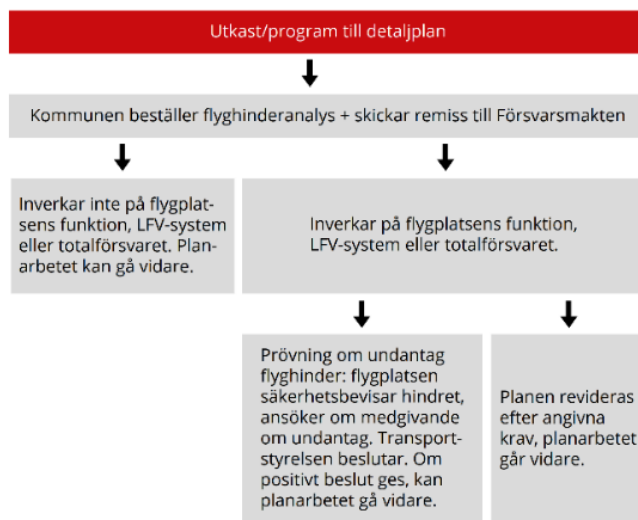 Utkast/program till detaljplan
Kommunen beställer flyghinderanalys + skickar remiss till Försvarsmakten
Inverkar inte på flygplat-
sens funktion, LFV-system
eller totalförsvaret. Plan-
arbetet kan gå vidare.
Inverkar på flygplatsens funktion,
LFV-system eller totalförsvaret.
Prövning om undantag
flyghinder: flygplatsen
säkerhetsbevisar hindret,
ansöker om medgivande
om undantag. Transport-
styrelsen beslutar. Om
positivt beslut ges, kan
planarbetet gå vidare.
Planen revideras
efter angivna
krav, planarbetet
går vidare.